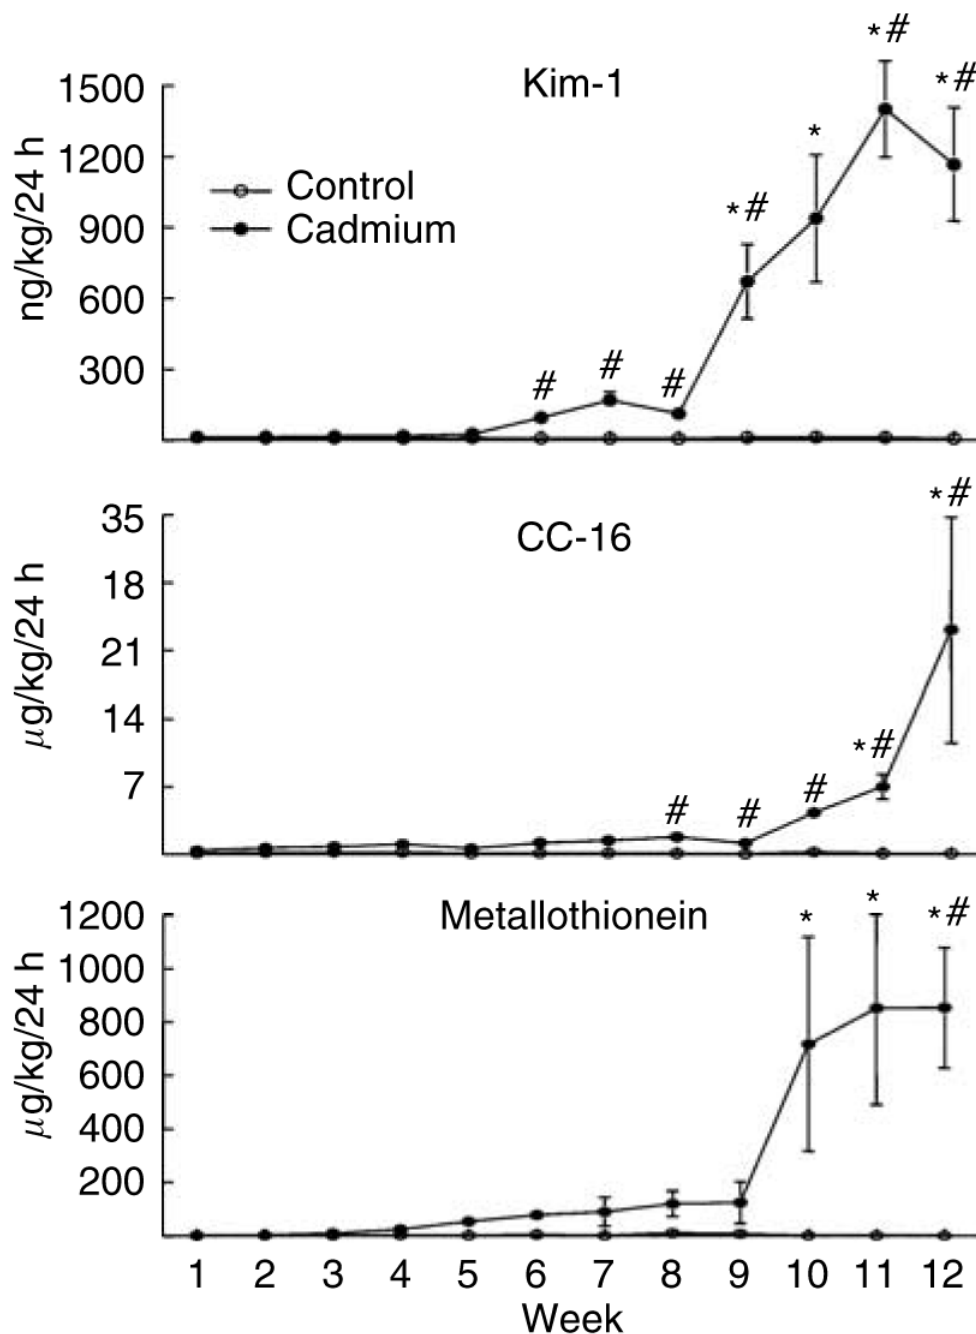 *#
Kim-1
*#
1500
*
1200
Control
*#
900
Cadmium
600
300
# # #
ng/kg/24 h
*#
CC-16
35
18
21
14
7
*#
# # #
μg/kg/24 h
Metallothionein
* * *#
1200
1000
800
600
400
200
μg/kg/24 h
1 2 3 4 5 6 7 8 9 10 11 12
Week